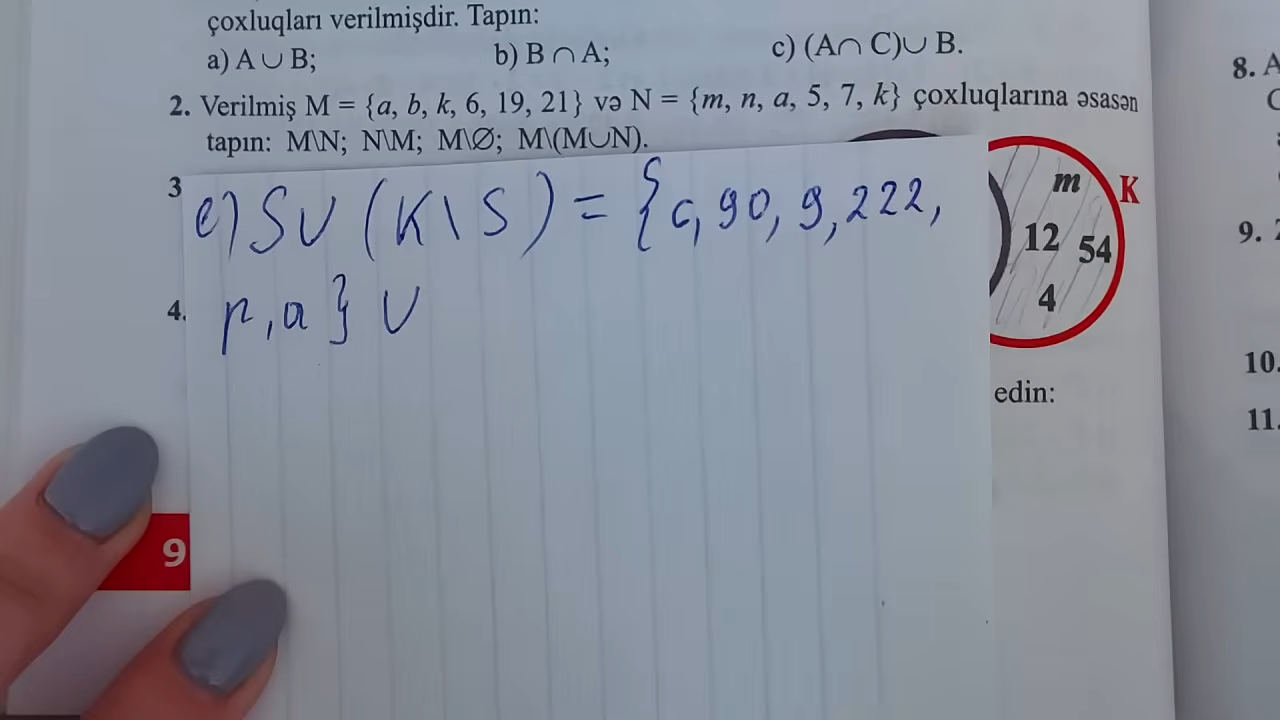 çoxluqları verilmişdir. Tapın:
a) A ∪ B; b) B ∩ A; c) (A∩ C)∪ B.
2. Verilmiş M = {a, b, k, 6, 19, 21} və N = {m, n, a, 5, 7, k} çoxluqlarına əsasən
tapın: M\N; N\M; M\Ø; M\(M∪N).
3
e) S∪ (K\S) = {c, 90, 9, 222,
p, a} ∪
4.
m
K
12 54
4
edin:
9
8. A
9.
10.
11.